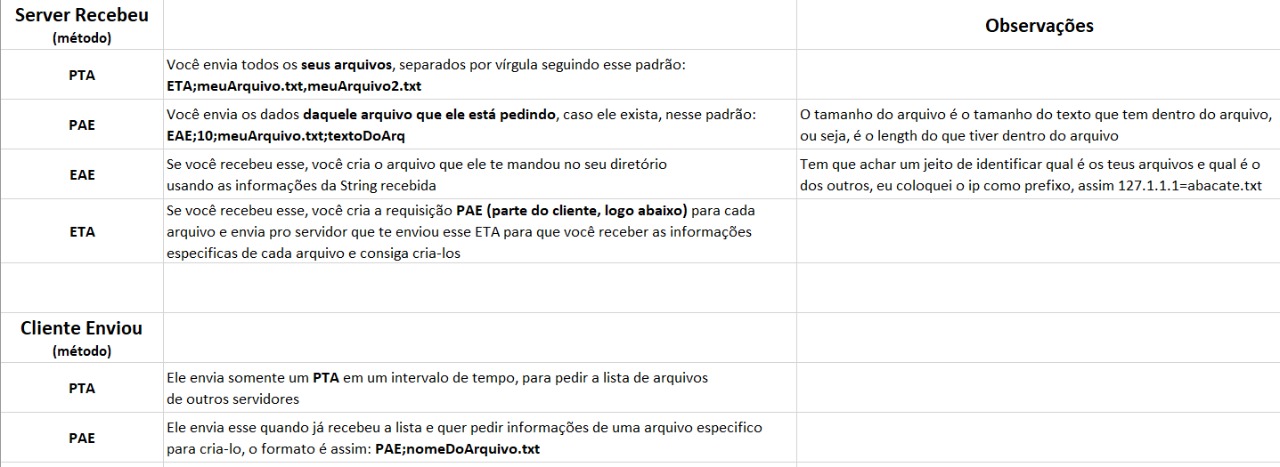 Server Recebeu
(método)
Observações
PTA
Você envia todos os seus arquivos, separados por vírgula seguindo esse padrão:
ETA;meuArquivo.txt,meuArquivo2.txt
PAE
Você envia os dados daquele arquivo que ele está pedindo, caso ele exista, nesse padrão:
EAE;10;meuArquivo.txt;textoDoArq
O tamanho do arquivo é o tamanho do texto que tem dentro do arquivo,
ou seja, é o length do que tiver dentro do arquivo
EAE
Se você recebeu esse, você cria o arquivo que ele te mandou no seu diretório
usando as informações da String recebida
Tem que achar um jeito de identificar qual é os teus arquivos e qual é o
dos outros, eu coloquei o ip como prefixo, assim 127.1.1.1=abacate.txt
ETA
Se você recebeu esse, você cria a requisição PAE (parte do cliente, logo abaixo) para cada
arquivo e envia pro servidor que te enviou esse ETA para que você receber as informações
especificas de cada arquivo e consiga cria-los
Cliente Enviou
(método)
PTA
Ele envia somente um PTA em um intervalo de tempo, para pedir a lista de arquivos
de outros servidores
PAE
Ele envia esse quando já recebeu a lista e quer pedir informações de uma arquivo especifico
para cria-lo, o formato é assim: PAE;nomeDoArquivo.txt